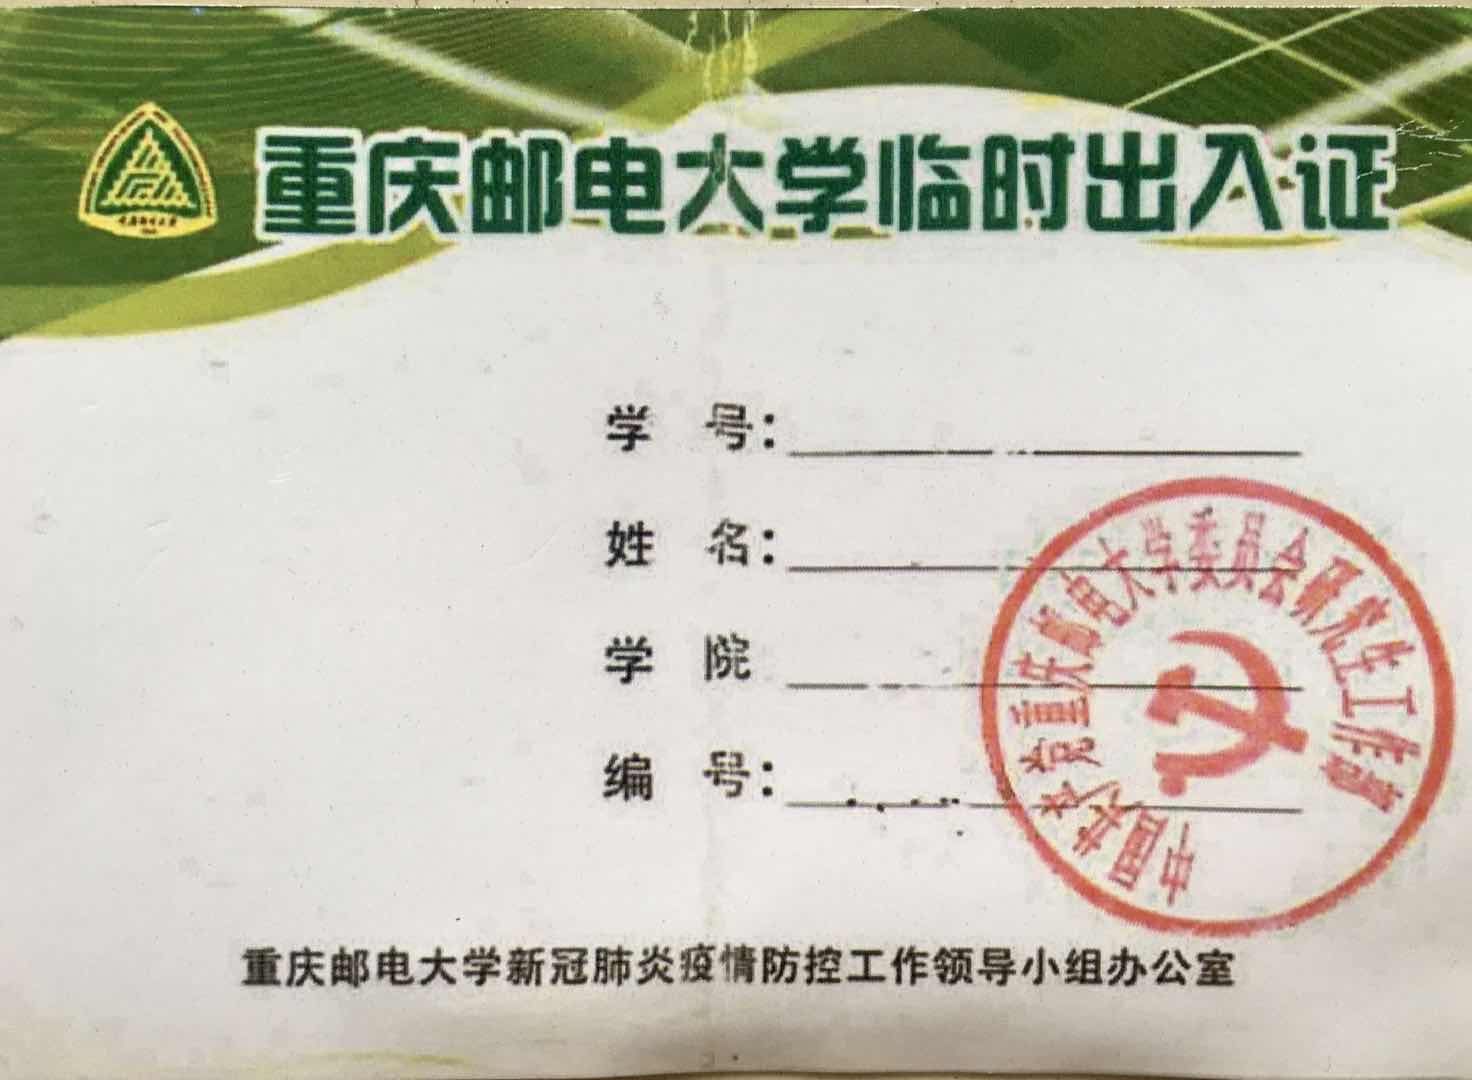 重庆邮电大学临时出入证
学 号：
姓 名：
学 院
编 号：
中国共产党重庆邮电大学委员会研究生工作部
重庆邮电大学新冠肺炎疫情防控工作领导小组办公室